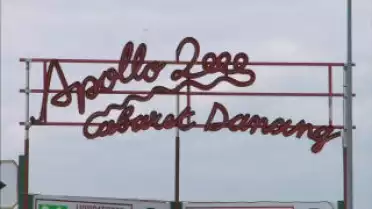 Apollo 2000
Cabaret Dancing